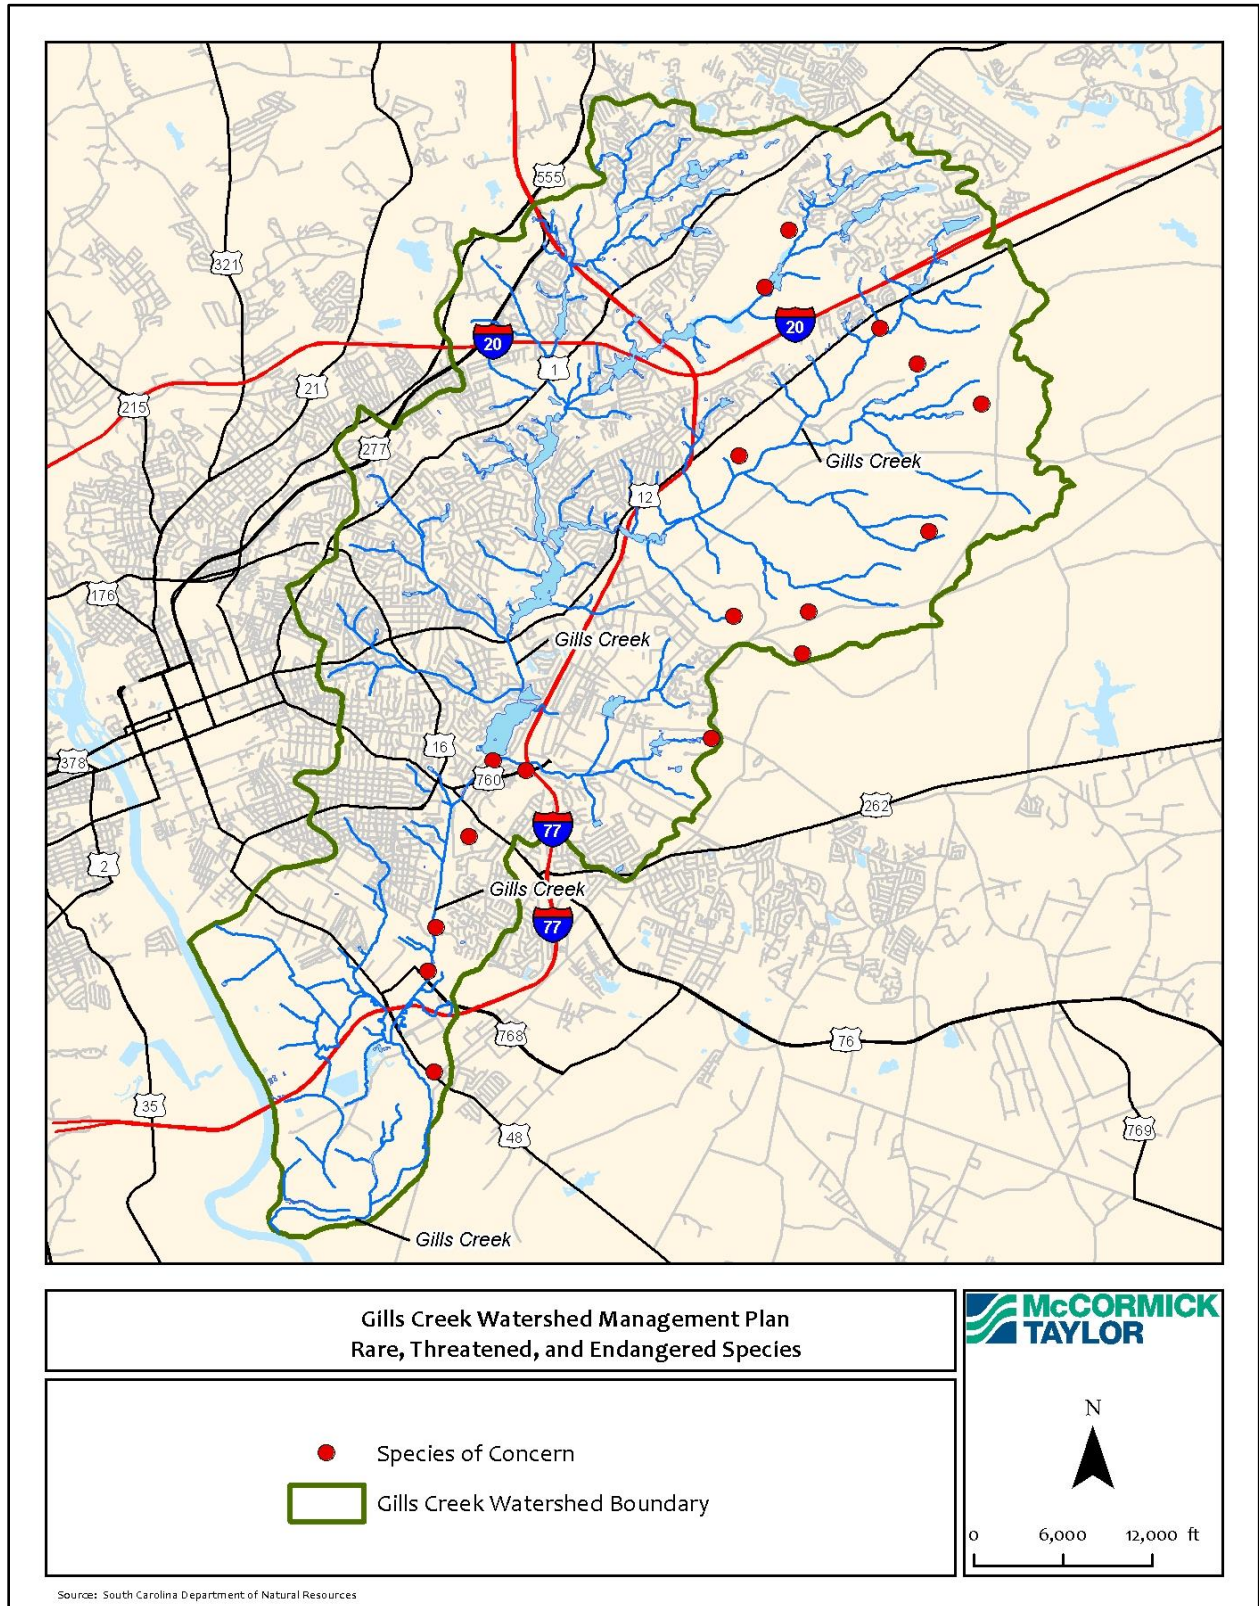 555
321
20
20
1
21
215
277
Gills Creek
12
176
Gills Creek
16
378
760
262
77
2
Gills Creek
77
768
76
35
48
769
Gills Creek
Gills Creek Watershed Management Plan
Rare, Threatened, and Endangered Species
Species of Concern
Gills Creek Watershed Boundary
McCORMICK
TAYLOR
N
0 6,000 12,000 ft
Source: South Carolina Department of Natural Resources